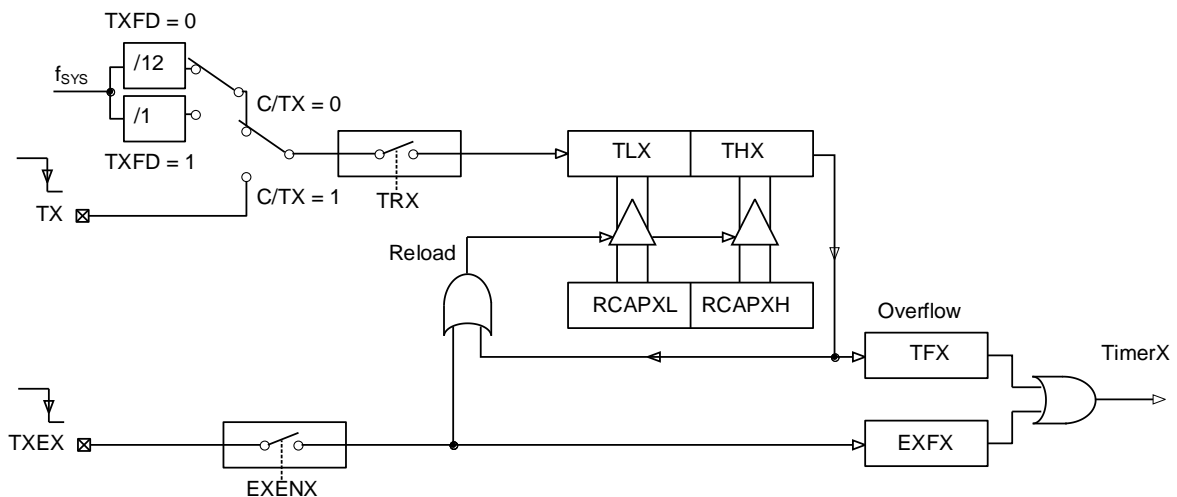 TXFD = 0
/12
fSYS
C/TX = 0
/1
TXFD = 1
TLX
THX
C/TX = 1
TRX
TX
Reload
RCAPXL
RCAPXH
Overflow
TFX
TimerX
TXEX
EXFX
EXENX